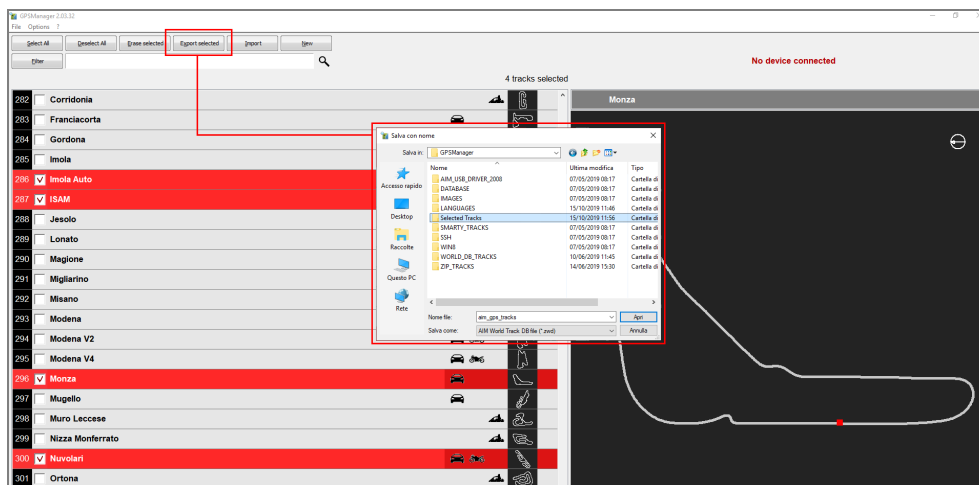 GPSManager 2.03.32
File Options ?
Select All Deselect All Erase selected Export selected Import New
Filter
No device connected
4 tracks selected
Monza
282 Corridonia
283 Franciacorta
284 Gordona
285 Imola
286 Imola Auto
287 ISAM
288 Jesolo
289 Lonato
290 Magione
291 Migliarino
292 Misano
293 Modena
294 Modena V2
295 Modena V4
296 Monza
297 Mugello
298 Muro Leccese
299 Nizza Monferrato
300 Nuvolari
301 Ortona
Salva con nome
Salva in: GPSManager
Accesso rapido
Desktop
Raccolte
Questo PC
Rete
Nome Ultima modifica Tipo
AIM_USB_DRIVER_2008 07/05/2019 08:17 Cartella di
DATABASE 07/05/2019 08:17 Cartella di
IMAGES 07/05/2019 08:17 Cartella di
LANGUAGES 15/10/2019 11:46 Cartella di
Selected Tracks 15/10/2019 11:56 Cartella di
SMARTY_TRACKS 07/05/2019 08:17 Cartella di
SSH 07/05/2019 08:17 Cartella di
WIN8 07/05/2019 08:17 Cartella di
WORLD_DB_TRACKS 10/06/2019 11:45 Cartella di
ZIP_TRACKS 14/06/2019 15:30 Cartella di
Nome file: aim_gps_tracks Apri
Salva come: AIM World Track DB file (*.zwd) Annulla